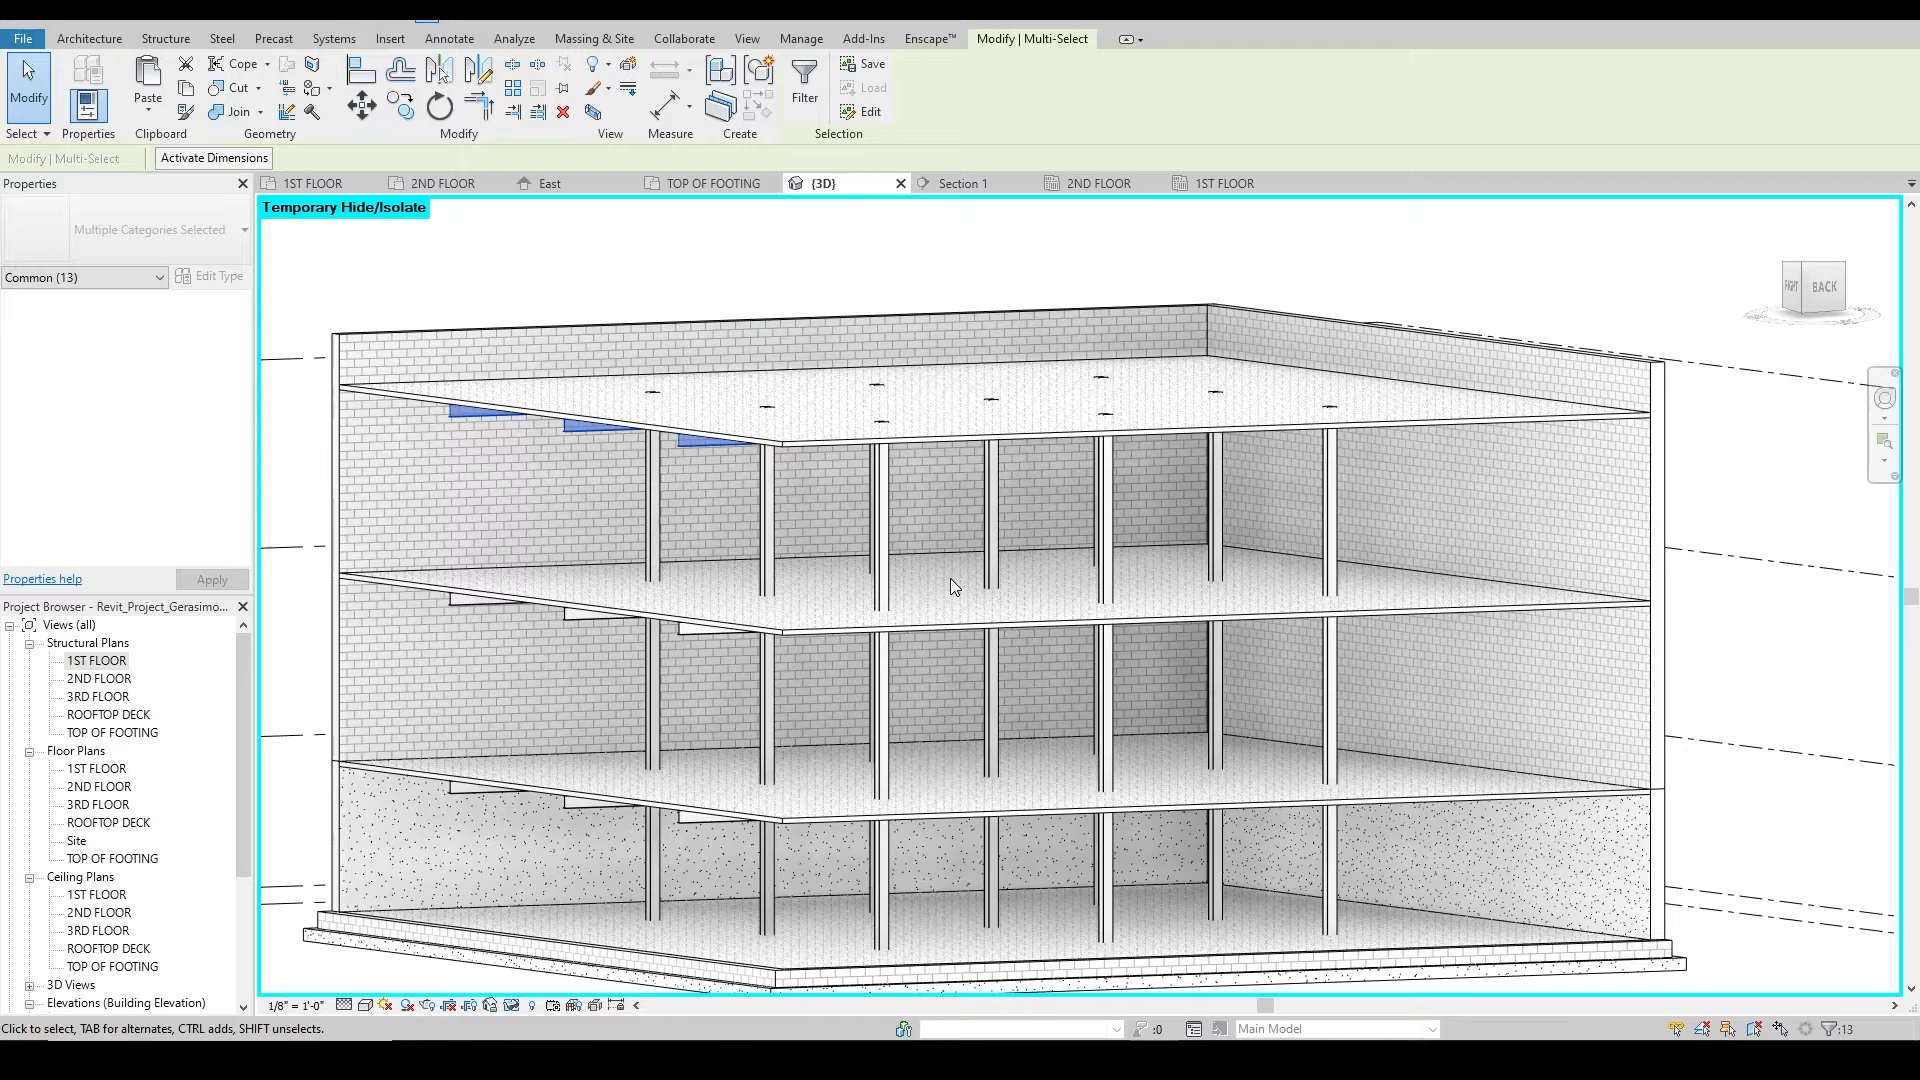 File Architecture Structure Steel Precast Systems Insert Annotate Analyze Massing & Site Collaborate View Manage Add-Ins Enscape™ Modify | Multi-Select
Modify Paste Cope Cut Join Filter Save Load Edit
Select Properties Clipboard Geometry Modify View Measure Create Selection
Modify | Multi-Select Activate Dimensions
Properties
1ST FLOOR 2ND FLOOR East TOP OF FOOTING {3D} Section 1 2ND FLOOR 1ST FLOOR
Temporary Hide/Isolate
Multiple Categories Selected
Common (13) Edit Type
RIGHT BACK
Properties help Apply
Project Browser - Revit_Project_Gerasimo...
Views (all)
Structural Plans
1ST FLOOR
2ND FLOOR
3RD FLOOR
ROOFTOP DECK
TOP OF FOOTING
Floor Plans
1ST FLOOR
2ND FLOOR
3RD FLOOR
ROOFTOP DECK
Site
TOP OF FOOTING
Ceiling Plans
1ST FLOOR
2ND FLOOR
3RD FLOOR
ROOFTOP DECK
TOP OF FOOTING
3D Views
Elevations (Building Elevation)
1/8" = 1'-0"
Click to select, TAB for alternates, CTRL adds, SHIFT unselects.
:0 Main Model :13